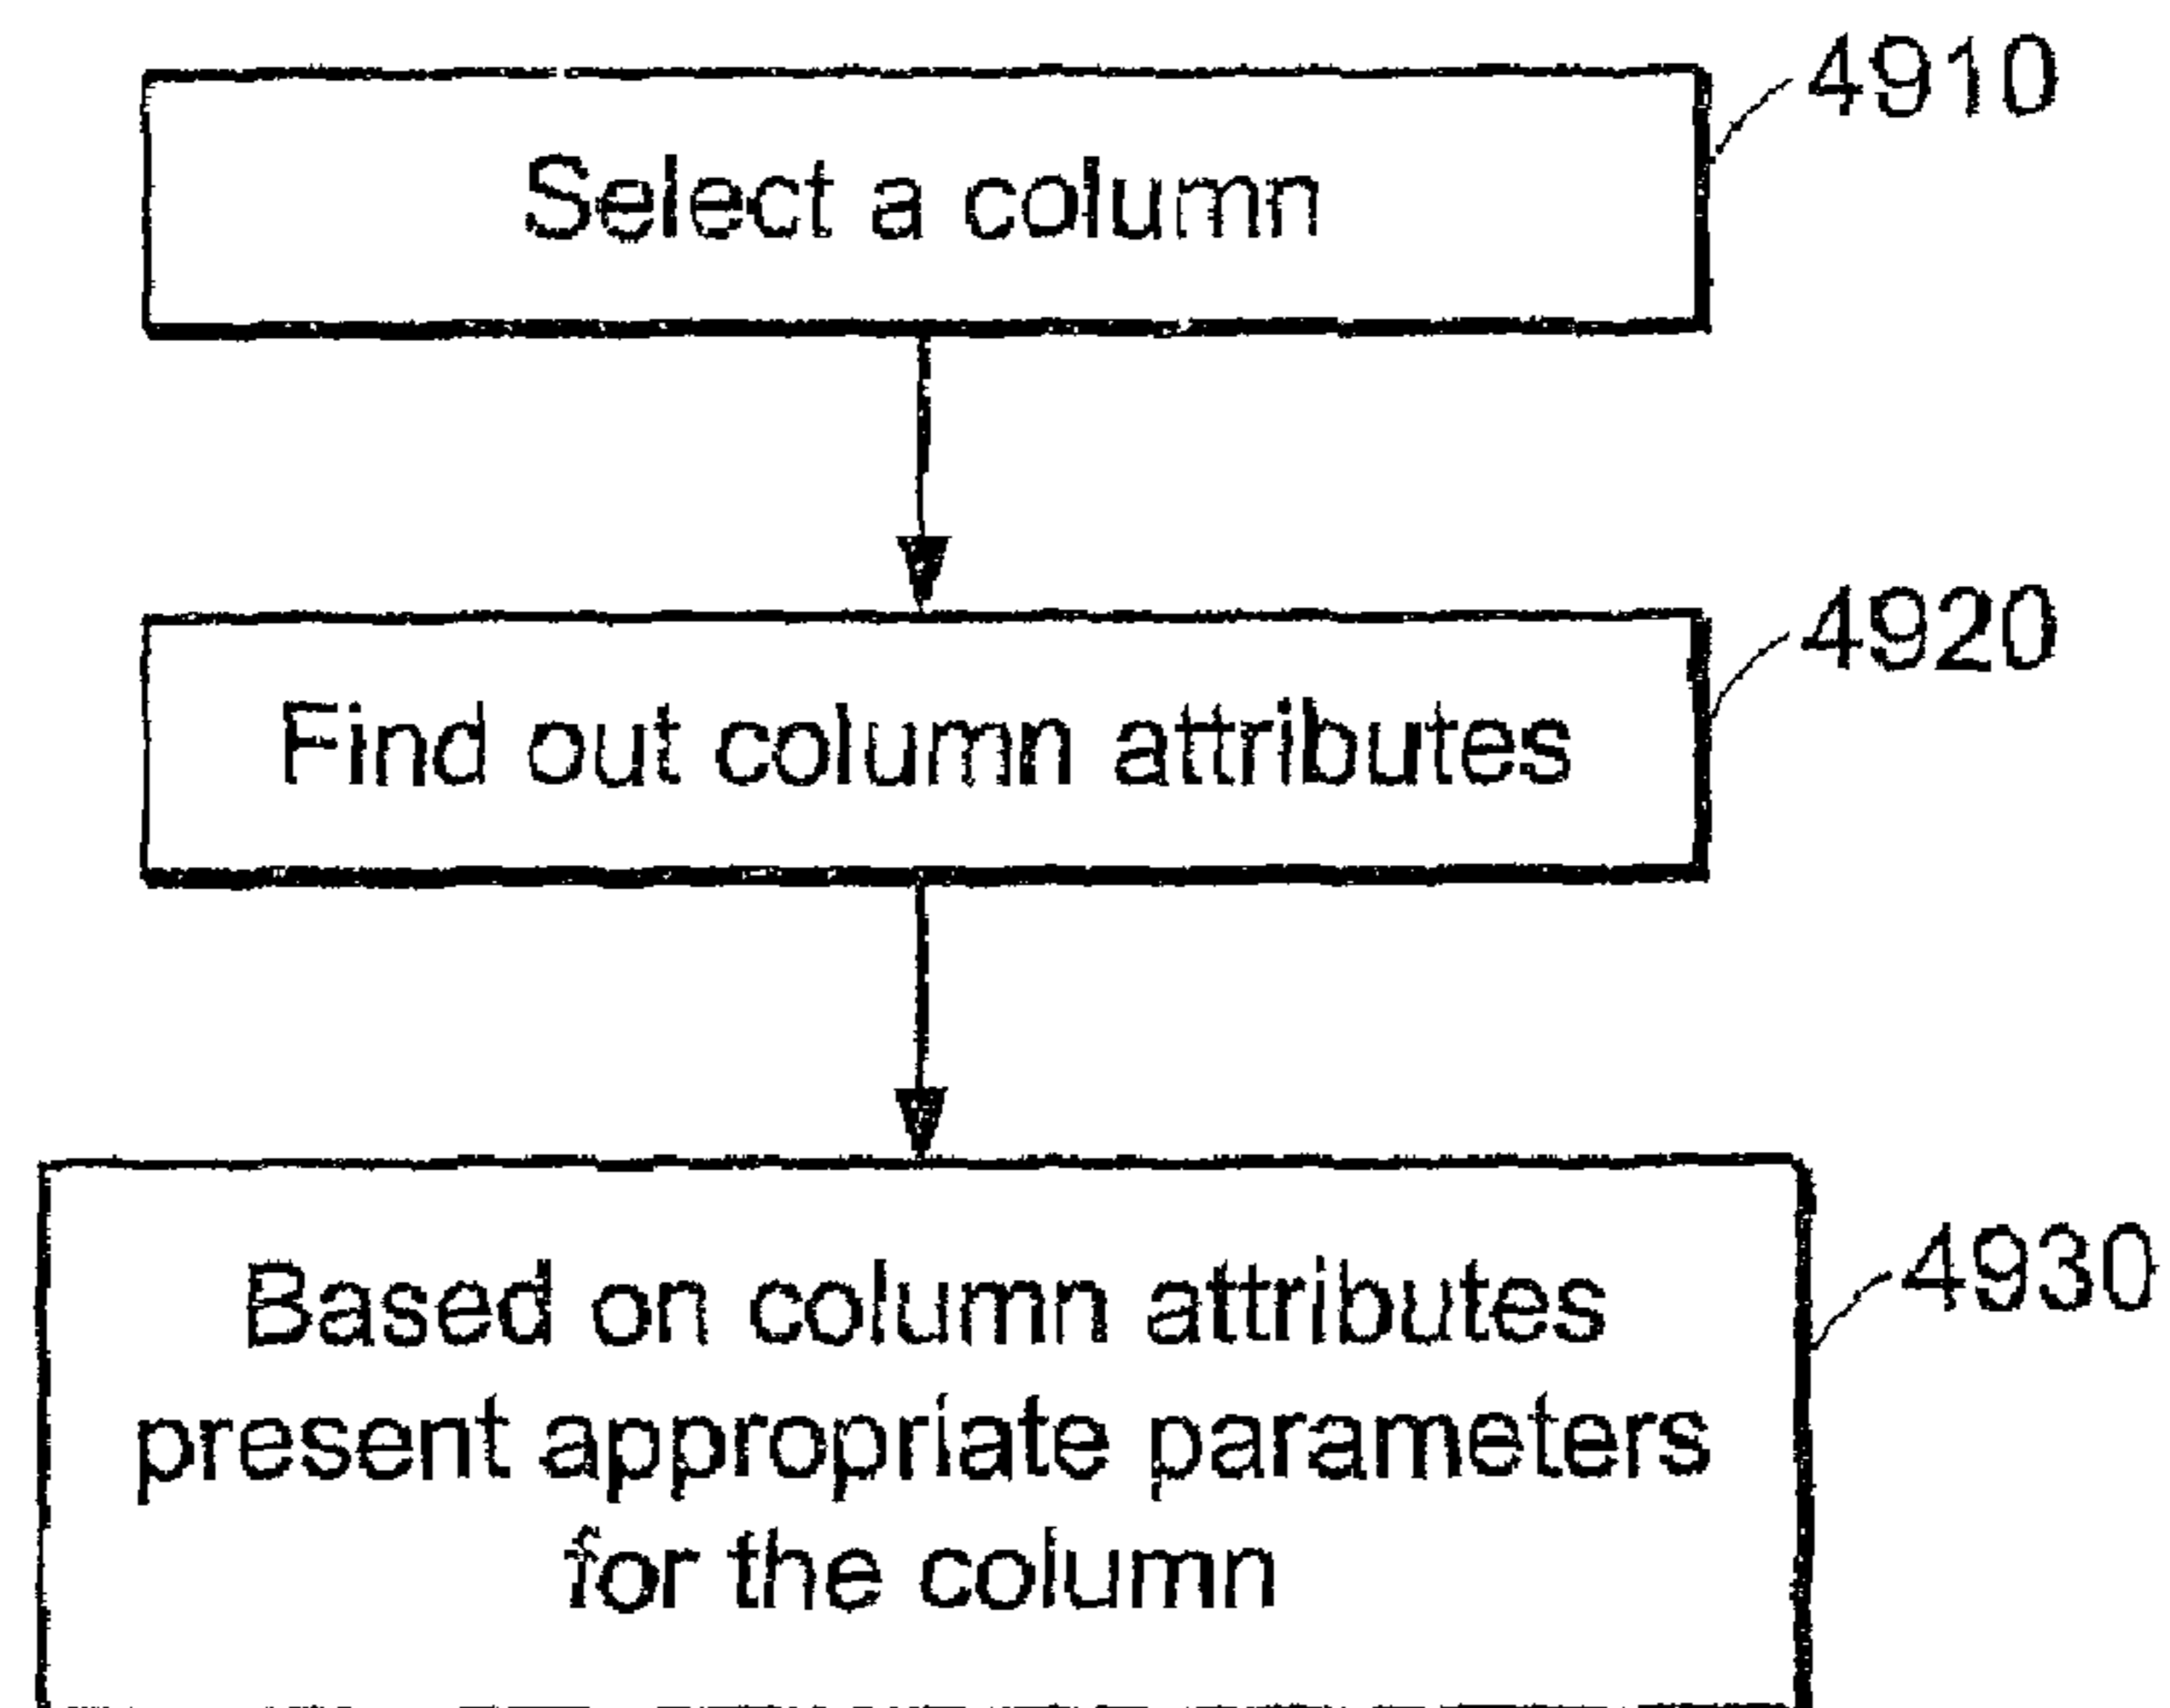 4910
Select a column
4920
Find out column attributes
4930
Based on column attributes
present appropriate parameters
for the column